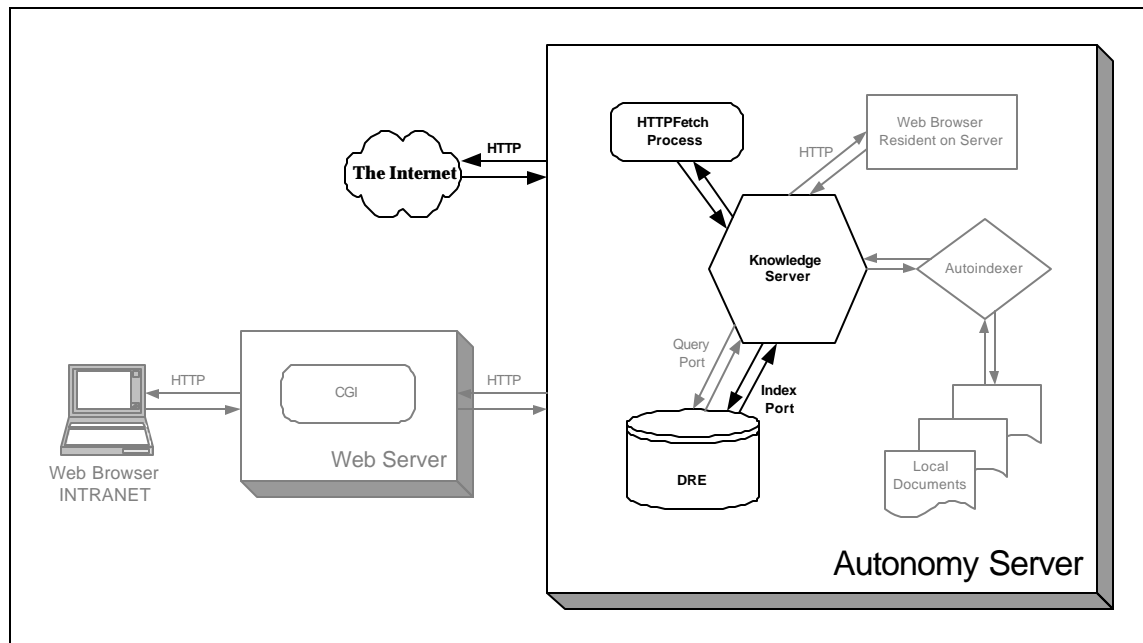 HTTPFetch
Process
Web Browser
Resident on Server
HTTP
HTTP
The Internet
Knowledge
Server
Autoindexer
Query
Port
HTTP
HTTP
CGI
Index
Port
Web Server
Web Browser
INTRANET
DRE
Local
Documents
Autonomy Server